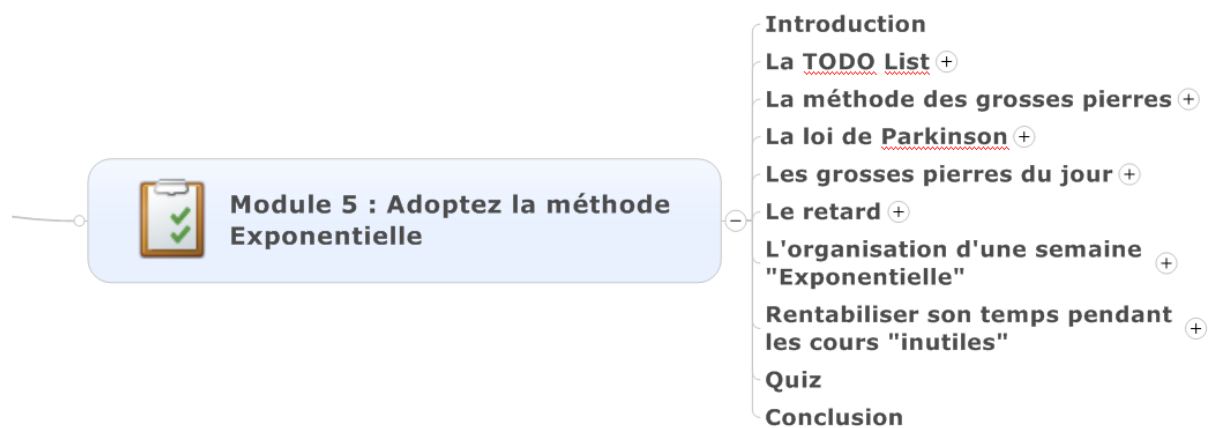 Introduction
La TODO List
La méthode des grosses pierres
La loi de Parkinson
Les grosses pierres du jour
Module 5 : Adoptez la méthode
Exponentielle
Le retard
L'organisation d'une semaine
"Exponentielle"
Rentabiliser son temps pendant
les cours "inutiles"
Quiz
Conclusion